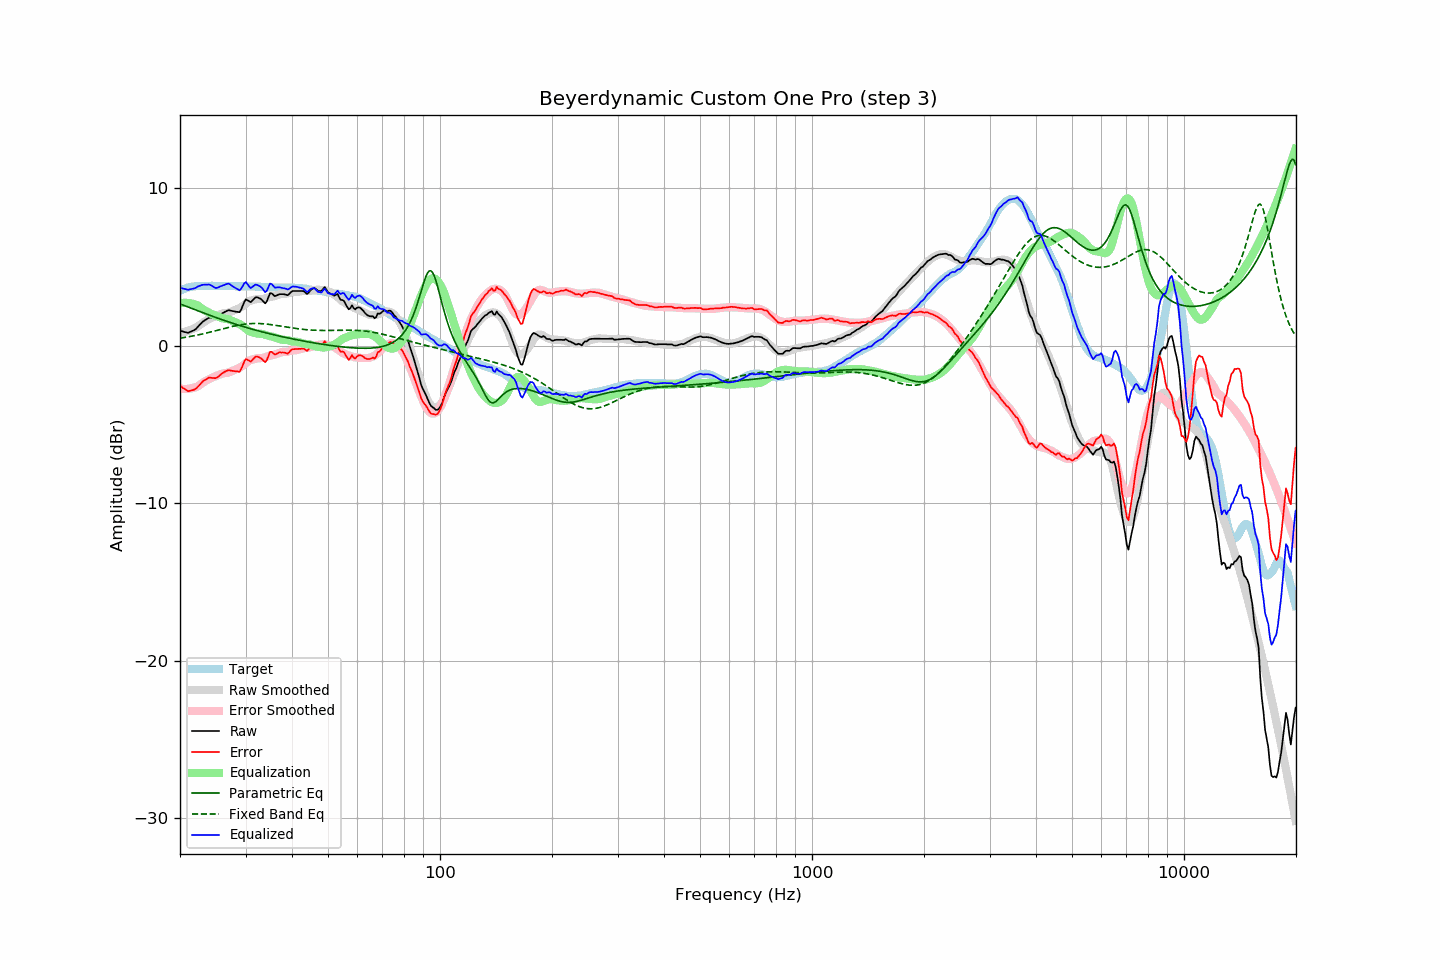 Beyerdynamic Custom One Pro (step 3)
10
0
−10
−20
−30
Amplitude (dBr)
Target
Raw Smoothed
Error Smoothed
Raw
Error
Equalization
Parametric Eq
Fixed Band Eq
Equalized
100
1000
10000
Frequency (Hz)